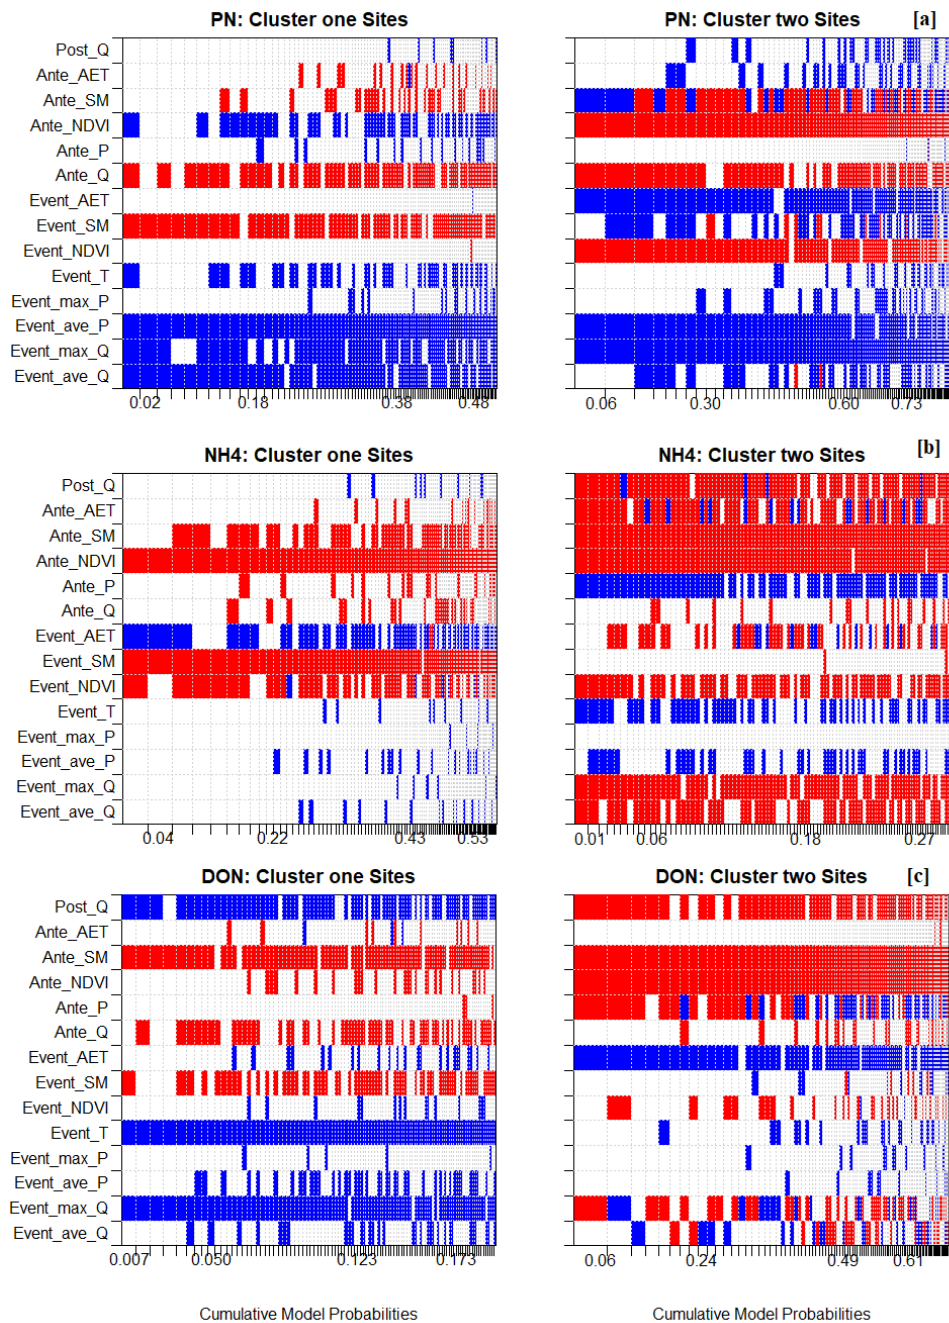 PN: Cluster one Sites
PN: Cluster two Sites
[a]
Post_Q
Ante_AET
Ante_SM
Ante_NDVI
Ante_P
Ante_Q
Event_AET
Event_SM
Event_NDVI
Event_T
Event_max_P
Event_ave_P
Event_max_Q
Event_ave_Q
0.02 0.18 0.38 0.48
0.06 0.30 0.60 0.73
NH4: Cluster one Sites
NH4: Cluster two Sites
[b]
Post_Q
Ante_AET
Ante_SM
Ante_NDVI
Ante_P
Ante_Q
Event_AET
Event_SM
Event_NDVI
Event_T
Event_max_P
Event_ave_P
Event_max_Q
Event_ave_Q
0.04 0.22 0.43 0.53
0.01 0.06 0.18 0.27
DON: Cluster one Sites
DON: Cluster two Sites
[c]
Post_Q
Ante_AET
Ante_SM
Ante_NDVI
Ante_P
Ante_Q
Event_AET
Event_SM
Event_NDVI
Event_T
Event_max_P
Event_ave_P
Event_max_Q
Event_ave_Q
0.007 0.050 0.123 0.173
0.06 0.24 0.49 0.61
Cumulative Model Probabilities
Cumulative Model Probabilities